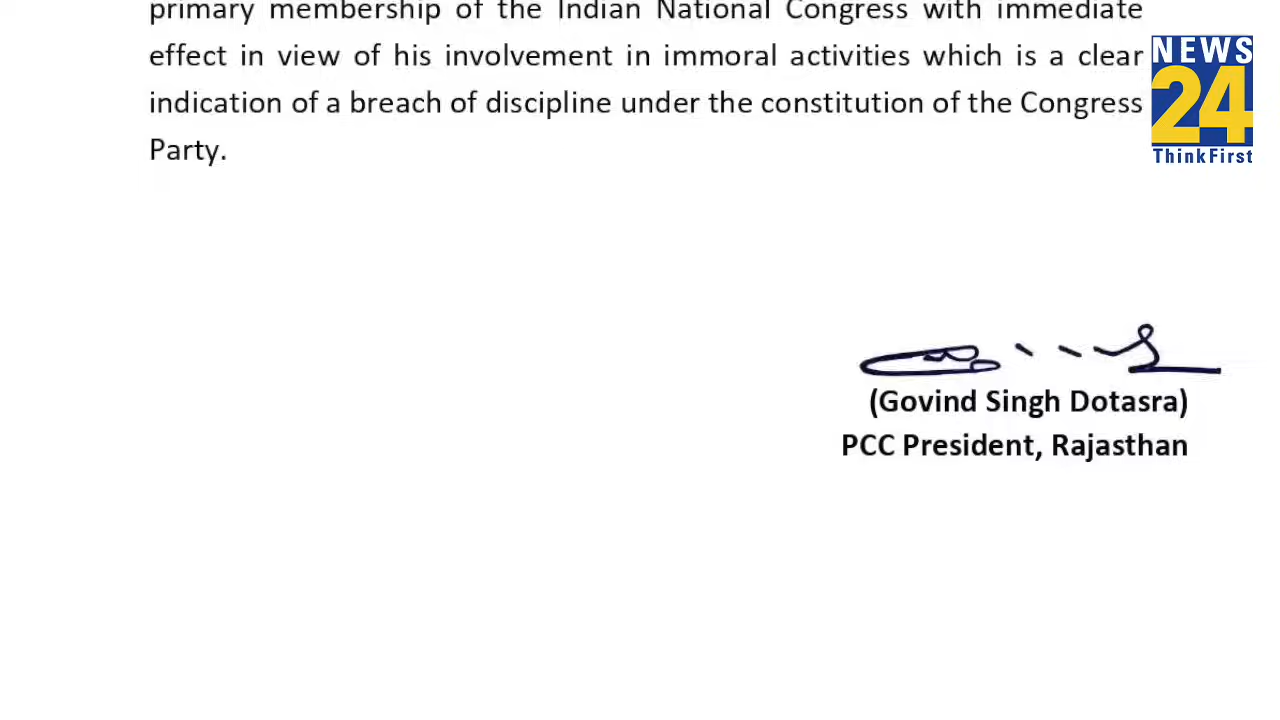 primary membership of the Indian National Congress with immediate
effect in view of his involvement in immoral activities which is a clear
indication of a breach of discipline under the constitution of the Congress
Party.
NEWS
24
ThinkFirst
(Govind Singh Dotasra)
PCC President, Rajasthan